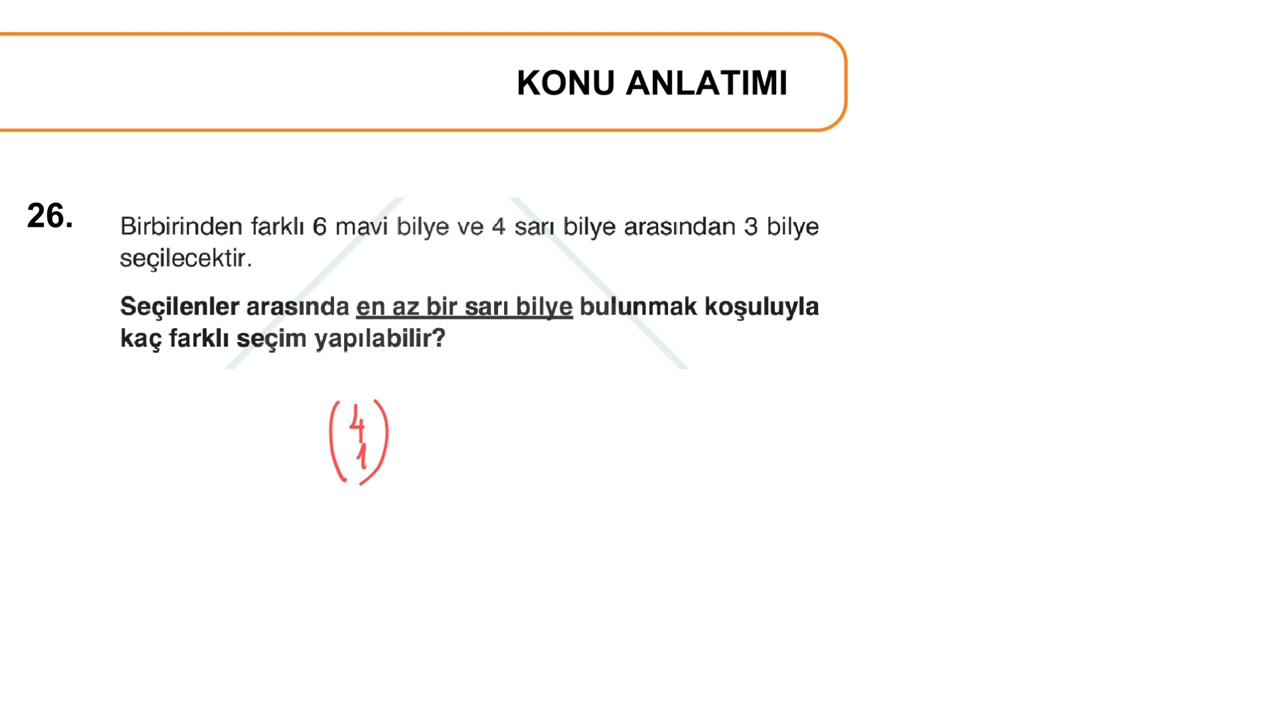 KONU ANLATIMI
26.
Birbirinden farklı 6 mavi bilye ve 4 sarı bilye arasından 3 bilye
seçilecektir.
Seçilenler arasında en az bir sarı bilye bulunmak koşuluyla
kaç farklı seçim yapılabilir?
(4
1)